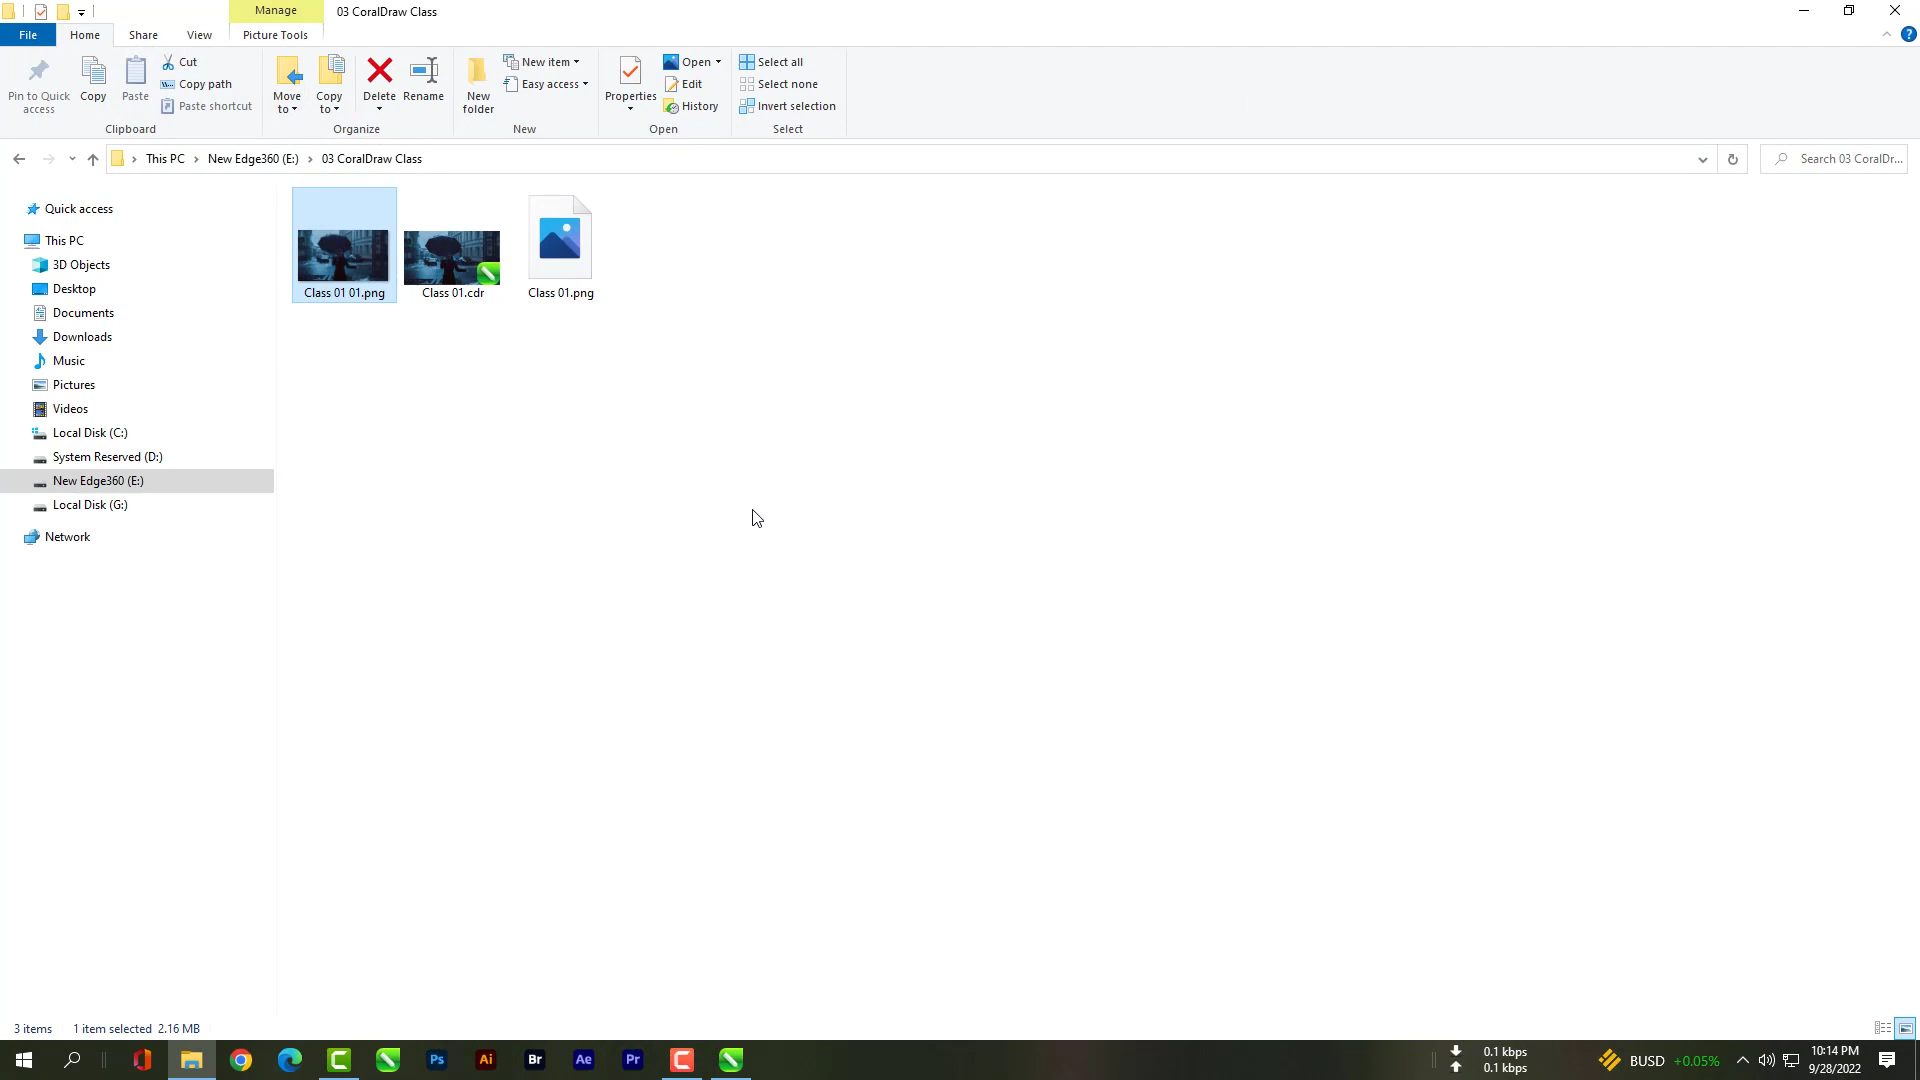 Manage
03 CoralDraw Class
File
Home
Share
View
Picture Tools
Pin to Quick access
Copy
Paste
Cut
Copy path
Paste shortcut
Clipboard
Move to
Copy to
Delete
Rename
Organize
New folder
New item
Easy access
New
Properties
Open
Edit
History
Open
Select all
Select none
Invert selection
Select
This PC
New Edge360 (E:)
03 CoralDraw Class
Search 03 CoralDr...
Quick access
This PC
3D Objects
Desktop
Documents
Downloads
Music
Pictures
Videos
Local Disk (C:)
System Reserved (D:)
New Edge360 (E:)
Local Disk (G:)
Network
Class 01 01.png
Class 01.cdr
Class 01.png
3 items
1 item selected 2.16 MB
Ps
Ai
Br
Ae
Pr
0.1 kbps
0.1 kbps
BUSD +0.05%
10:14 PM
9/28/2022